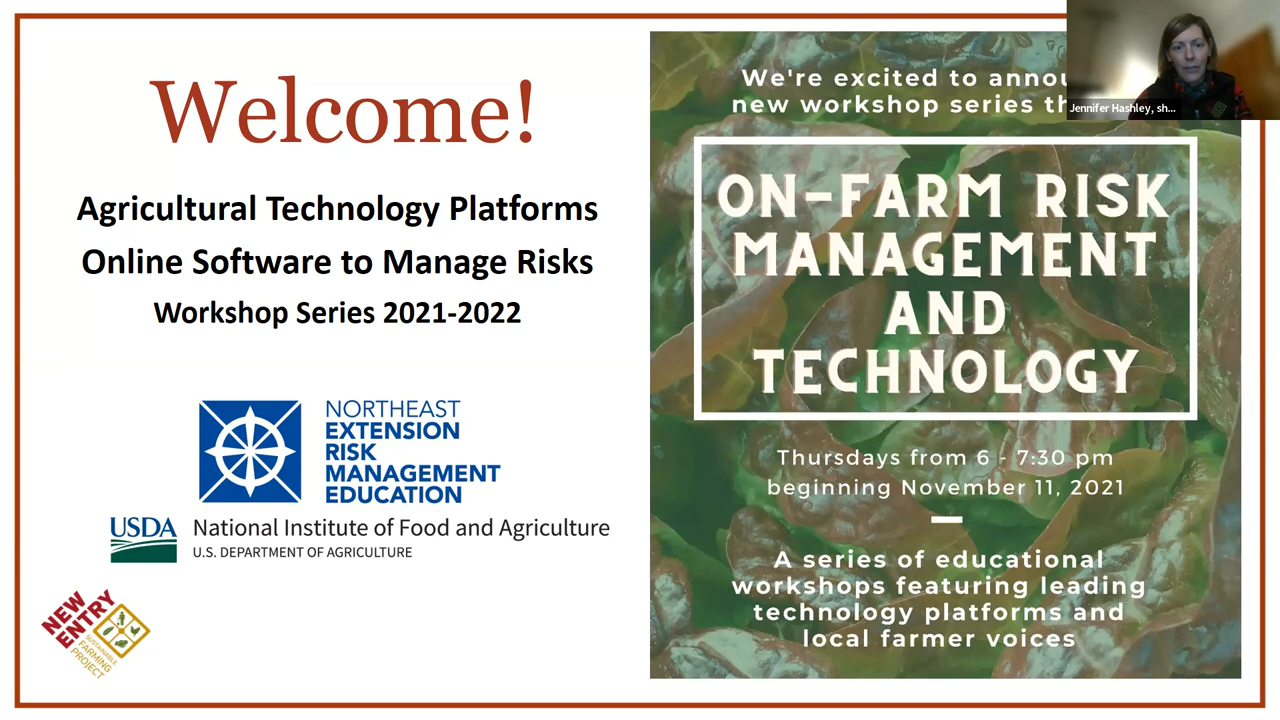 Welcome!
Agricultural Technology Platforms
Online Software to Manage Risks
Workshop Series 2021-2022
NORTHEAST
EXTENSION
RISK
MANAGEMENT
EDUCATION
USDA
National Institute of Food and Agriculture
U.S. DEPARTMENT OF AGRICULTURE
NEW
ENTRY
SUSTAINABLE
FARMING
PROJECT
We're excited to annou
new workshop series th
Jennifer Hashley, sh...
ON-FARM RISK
MANAGEMENT
AND
TECHNOLOGY
Thursdays from 6 - 7:30 pm
beginning November 11, 2021
A series of educational
workshops featuring leading
technology platforms and
local farmer voices